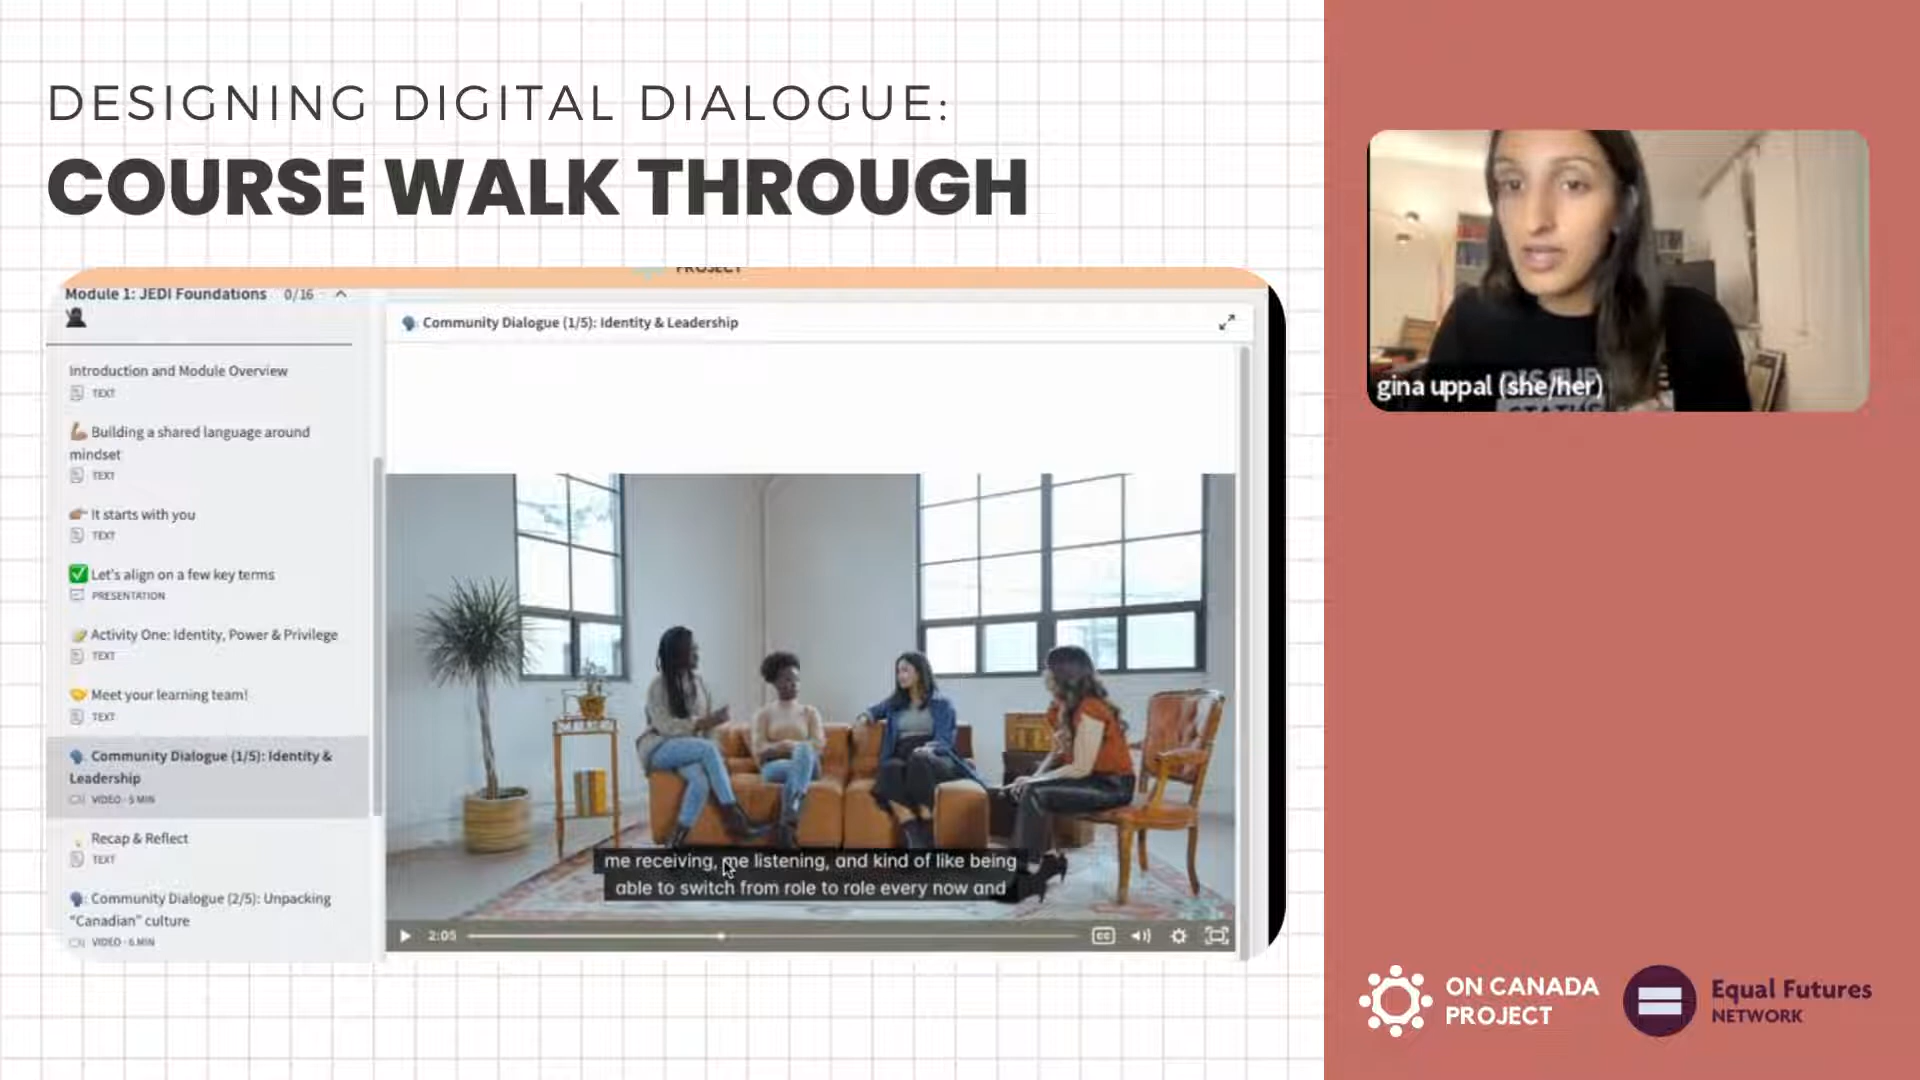 DESIGNING DIGITAL DIALOGUE:
COURSE WALK THROUGH
PROJECT
Module 1: JEDI Foundations 0/16
Introduction and Module Overview
TEXT
Building a shared language around
mindset
TEXT
It starts with you
TEXT
Let's align on a few key terms
PRESENTATION
Activity One: Identity, Power & Privilege
TEXT
Meet your learning team!
TEXT
Community Dialogue (1/5): Identity &
Leadership
VIDEO · 5 MIN
Recap & Reflect
TEXT
Community Dialogue (2/5): Unpacking
"Canadian" culture
VIDEO · 6 MIN
Community Dialogue (1/5): Identity & Leadership
me receiving, me listening, and kind of like being
able to switch from role to role every now and
2:05
CC
gina uppal (she/her)
ON CANADA
PROJECT
Equal Futures
NETWORK